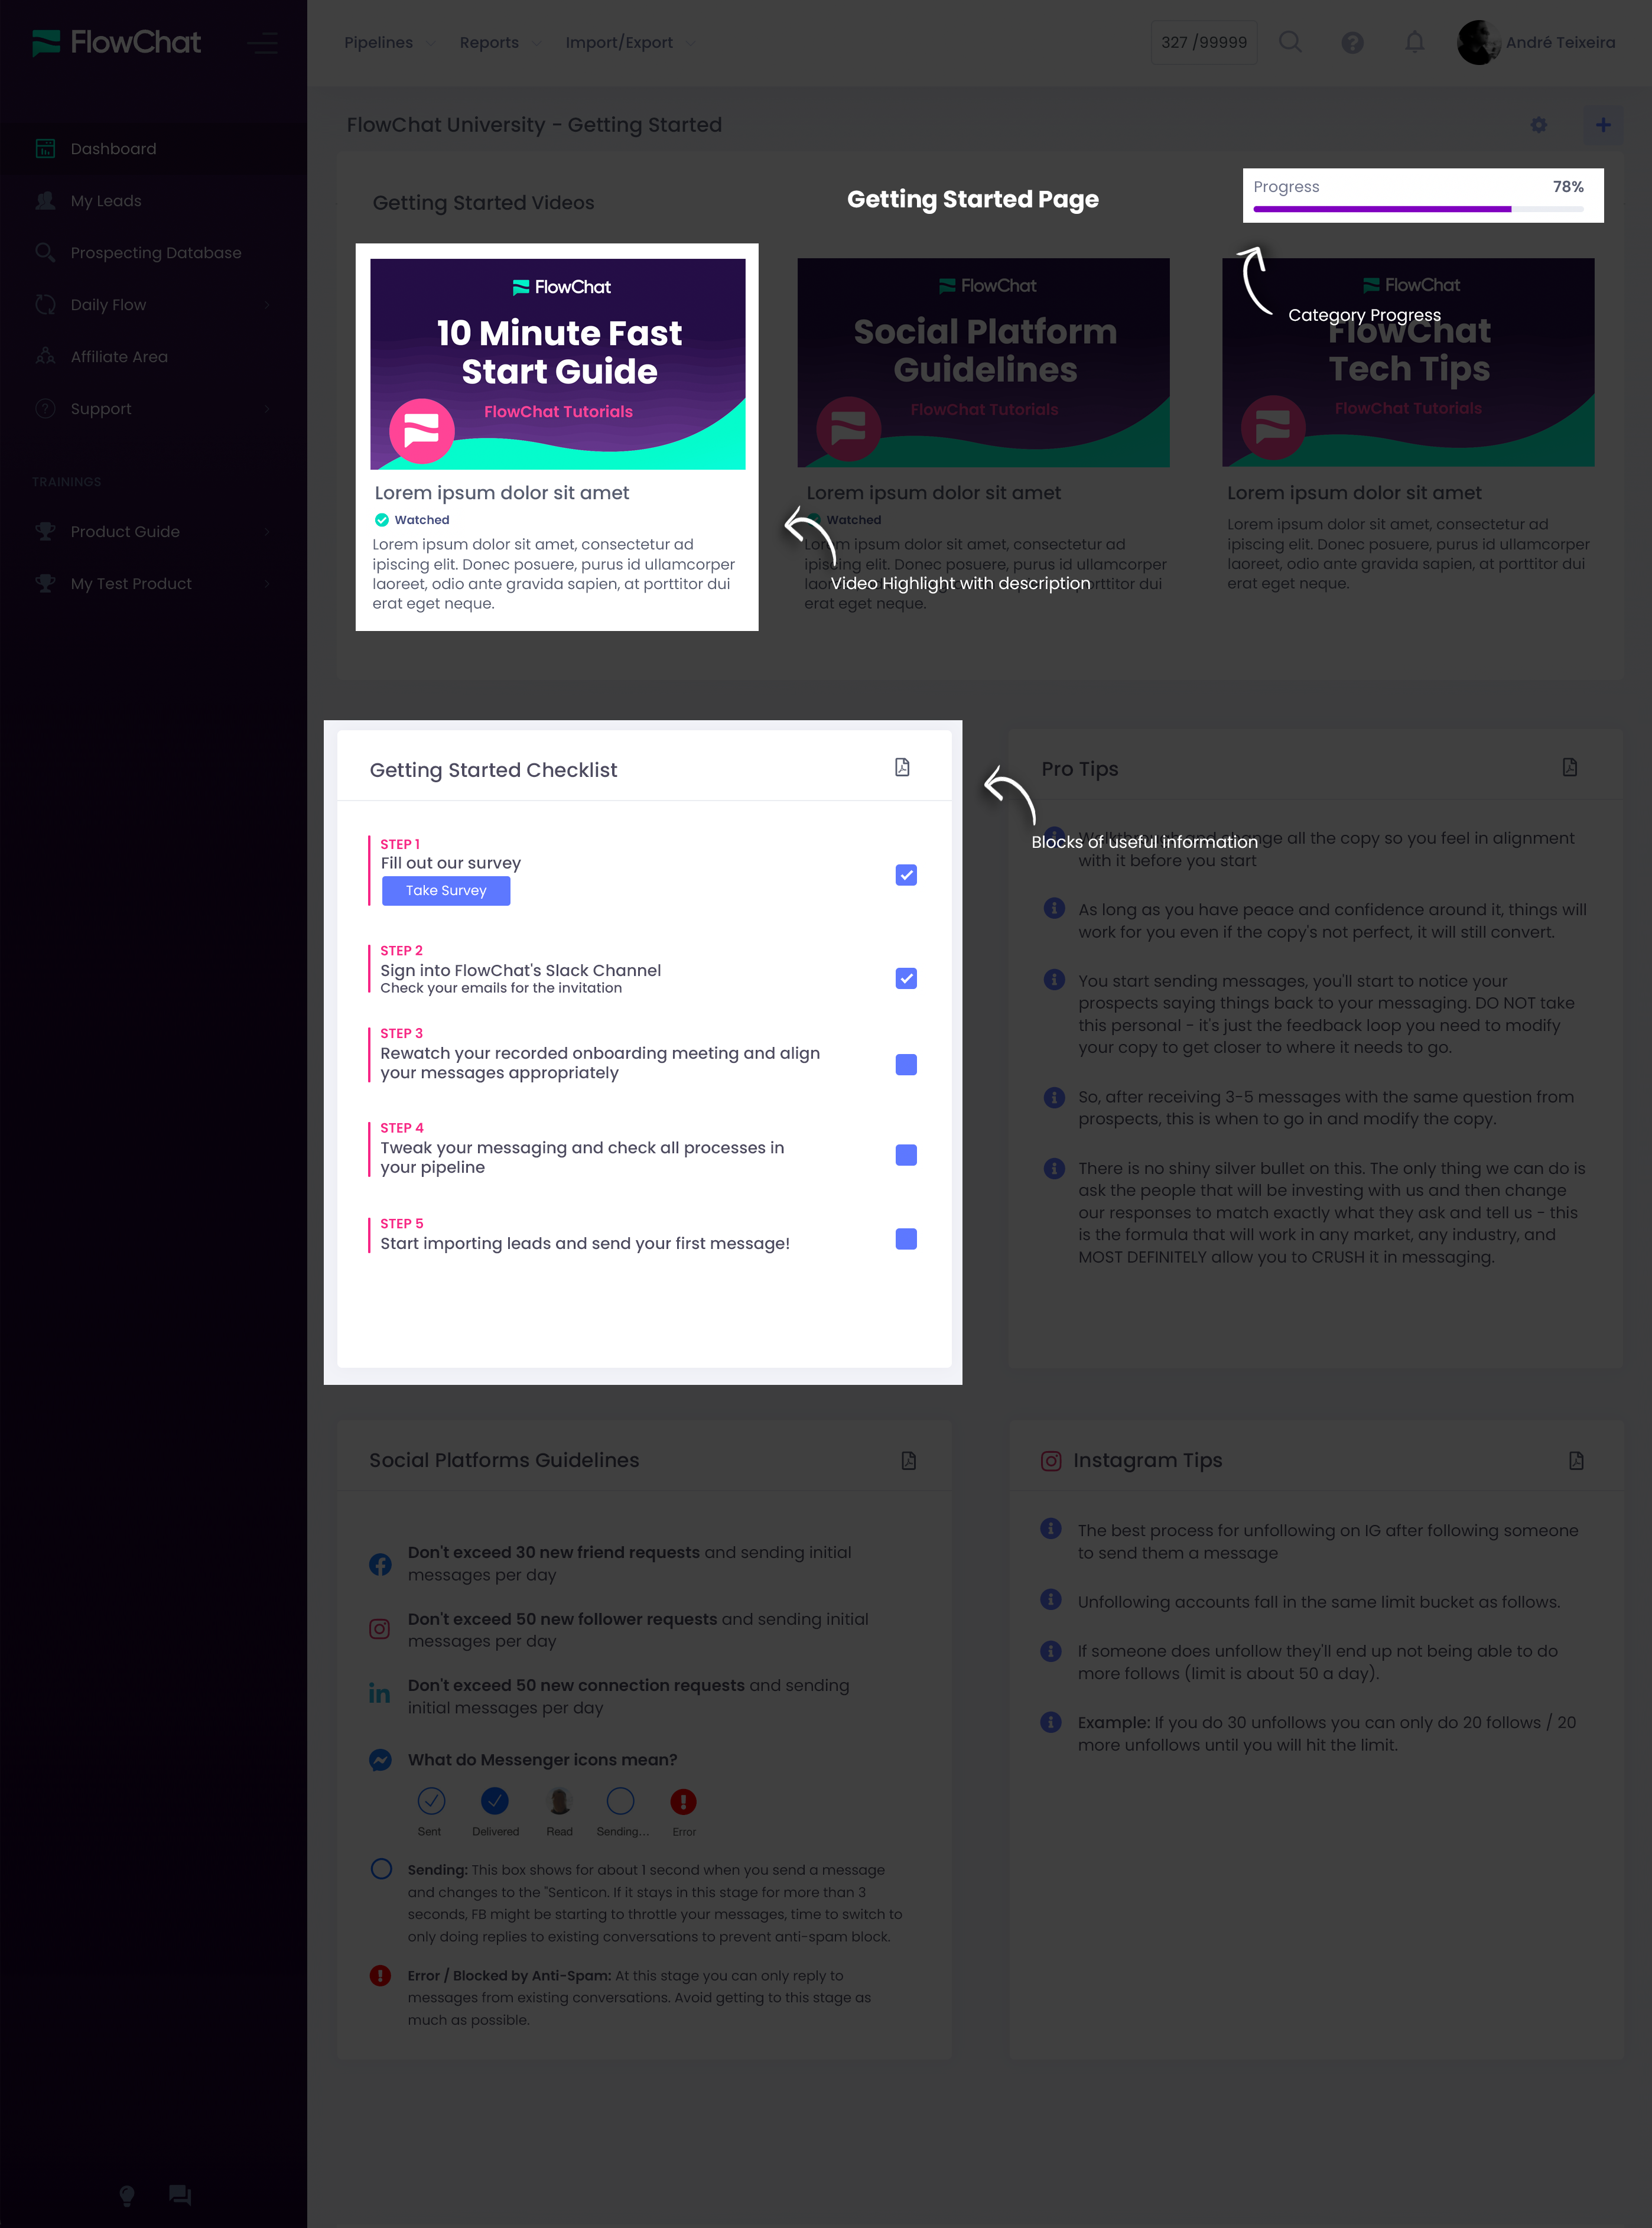 FlowChat
Pipelines
Reports
Import/Export
327 /99999
André Teixeira
Dashboard
My Leads
Prospecting Database
Daily Flow
Affiliate Area
Support
TRAININGS
Product Guide
My Test Product
FlowChat University - Getting Started
Getting Started Videos
Getting Started Page
Progress
78%
Category Progress
FlowChat
10 Minute Fast
Start Guide
FlowChat Tutorials
Lorem ipsum dolor sit amet
Watched
Lorem ipsum dolor sit amet, consectetur ad
ipiscing elit. Donec posuere, purus id ullamcorper
laoreet, odio ante gravida sapien, at porttitor dui
erat eget neque.
FlowChat
Social Platform
Guidelines
FlowChat Tutorials
Lorem ipsum dolor sit amet
Watched
Lorem ipsum dolor sit amet, consectetur ad
ipiscing elit. Donec posuere, purus id ullamcorper
porttitor dui
erat eget neque.
Video Highlight with description
FlowChat
FlowChat
Tech Tips
FlowChat Tutorials
Lorem ipsum dolor sit amet
Lorem ipsum dolor sit amet, consectetur ad
ipiscing elit. Donec posuere, purus id ullamcorper
laoreet, odio ante gravida sapien, at porttitor dui
erat eget neque.
Getting Started Checklist
STEP 1
Fill out our survey
Take Survey
STEP 2
Sign into FlowChat's Slack Channel
Check your emails for the invitation
STEP 3
Rewatch your recorded onboarding meeting and align
your messages appropriately
STEP 4
Tweak your messaging and check all processes in
your pipeline
STEP 5
Start importing leads and send your first message!
Pro Tips
Blocks of useful information
all the copy so you feel in alignment
with it before you start
As long as you have peace and confidence around it, things will
work for you even if the copy's not perfect, it will still convert.
You start sending messages, you'll start to notice your
prospects saying things back to your messaging. DO NOT take
this personal - it's just the feedback loop you need to modify
your copy to get closer to where it needs to go.
So, after receiving 3-5 messages with the same question from
prospects, this is when to go in and modify the copy.
There is no shiny silver bullet on this. The only thing we can do is
ask the people that will be investing with us and then change
our responses to match exactly what they ask and tell us - this
is the formula that will work in any market, any industry, and
MOST DEFINITELY allow you to CRUSH it in messaging.
Social Platforms Guidelines
Don't exceed 30 new friend requests and sending initial
messages per day
Don't exceed 50 new follower requests and sending initial
messages per day
Don't exceed 50 new connection requests and sending
initial messages per day
What do Messenger icons mean?
Sent
Delivered
Read
Sending...
Error
Sending: This box shows for about 1 second when you send a message
and changes to the "Senticon. If it stays in this stage for more than 3
seconds, FB might be starting to throttle your messages, time to switch to
only doing replies to existing conversations to prevent anti-spam block.
Error / Blocked by Anti-Spam: At this stage you can only reply to
messages from existing conversations. Avoid getting to this stage as
much as possible.
Instagram Tips
The best process for unfollowing on IG after following someone
to send them a message
Unfollowing accounts fall in the same limit bucket as follows.
If someone does unfollow they'll end up not being able to do
more follows (limit is about 50 a day).
Example: If you do 30 unfollows you can only do 20 follows / 20
more unfollows until you will hit the limit.